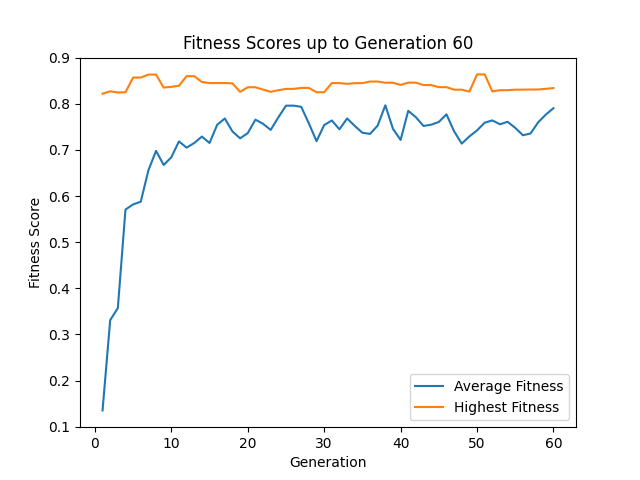 Fitness Scores up to Generation 60
0.9
0.8
0.7
0.6
0.5
0.4
0.3
0.2
0.1
Fitness Score
Average Fitness
Highest Fitness
0 10 20 30 40 50 60
Generation